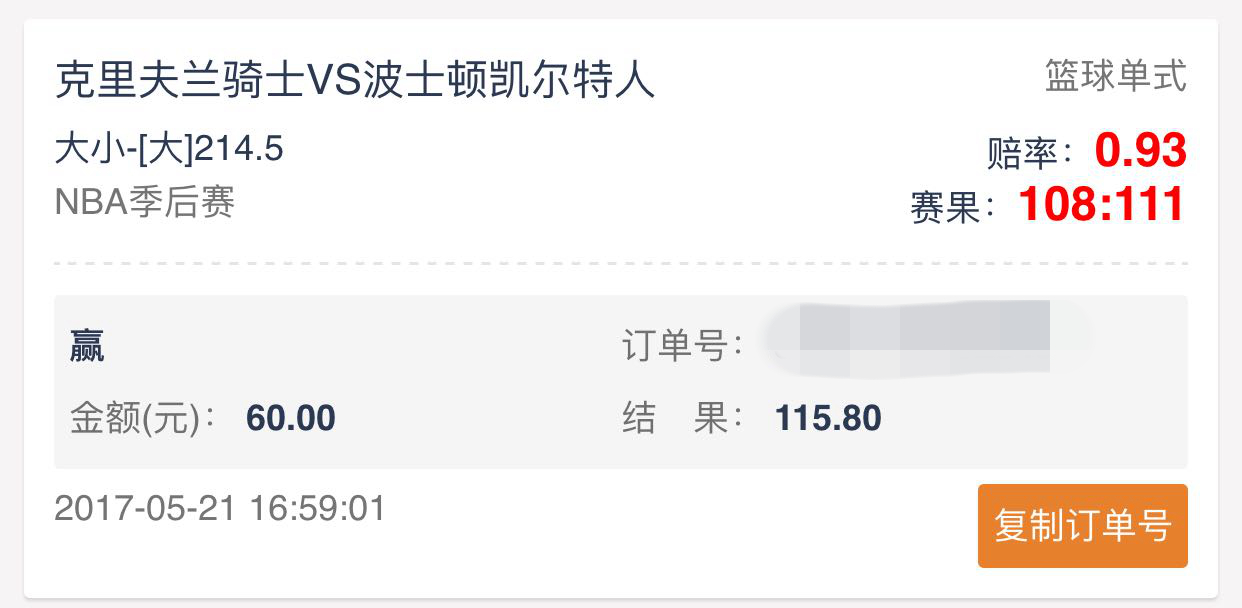 克里夫兰骑士VS波士顿凯尔特人
篮球单式
大小-[大]214.5
赔率：0.93
NBA季后赛
赛果：108:111
赢
订单号：
金额(元)：60.00
结 果：115.80
2017-05-21 16:59:01
复制订单号